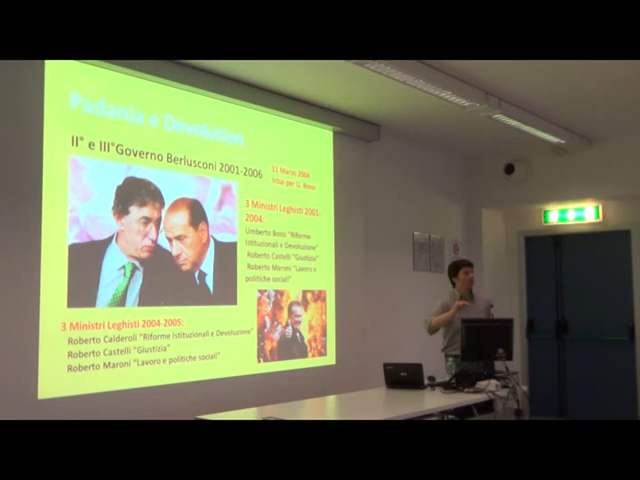 Padania e Devolution
II° e III°Governo Berlusconi 2001-2006
11 Marzo 2004
Ictus per U. Bossi
3 Ministri Leghisti 2001-
2004:
Umberto Bossi "Riforme
Istituzionali e Devoluzione"
Roberto Castelli "Giustizia"
Roberto Maroni "Lavoro e
politiche sociali"
3 Ministri Leghisti 2004-2005:
Roberto Calderoli "Riforme Istituzionali e Devoluzione"
Roberto Castelli "Giustizia"
Roberto Maroni "Lavoro e politiche sociali"